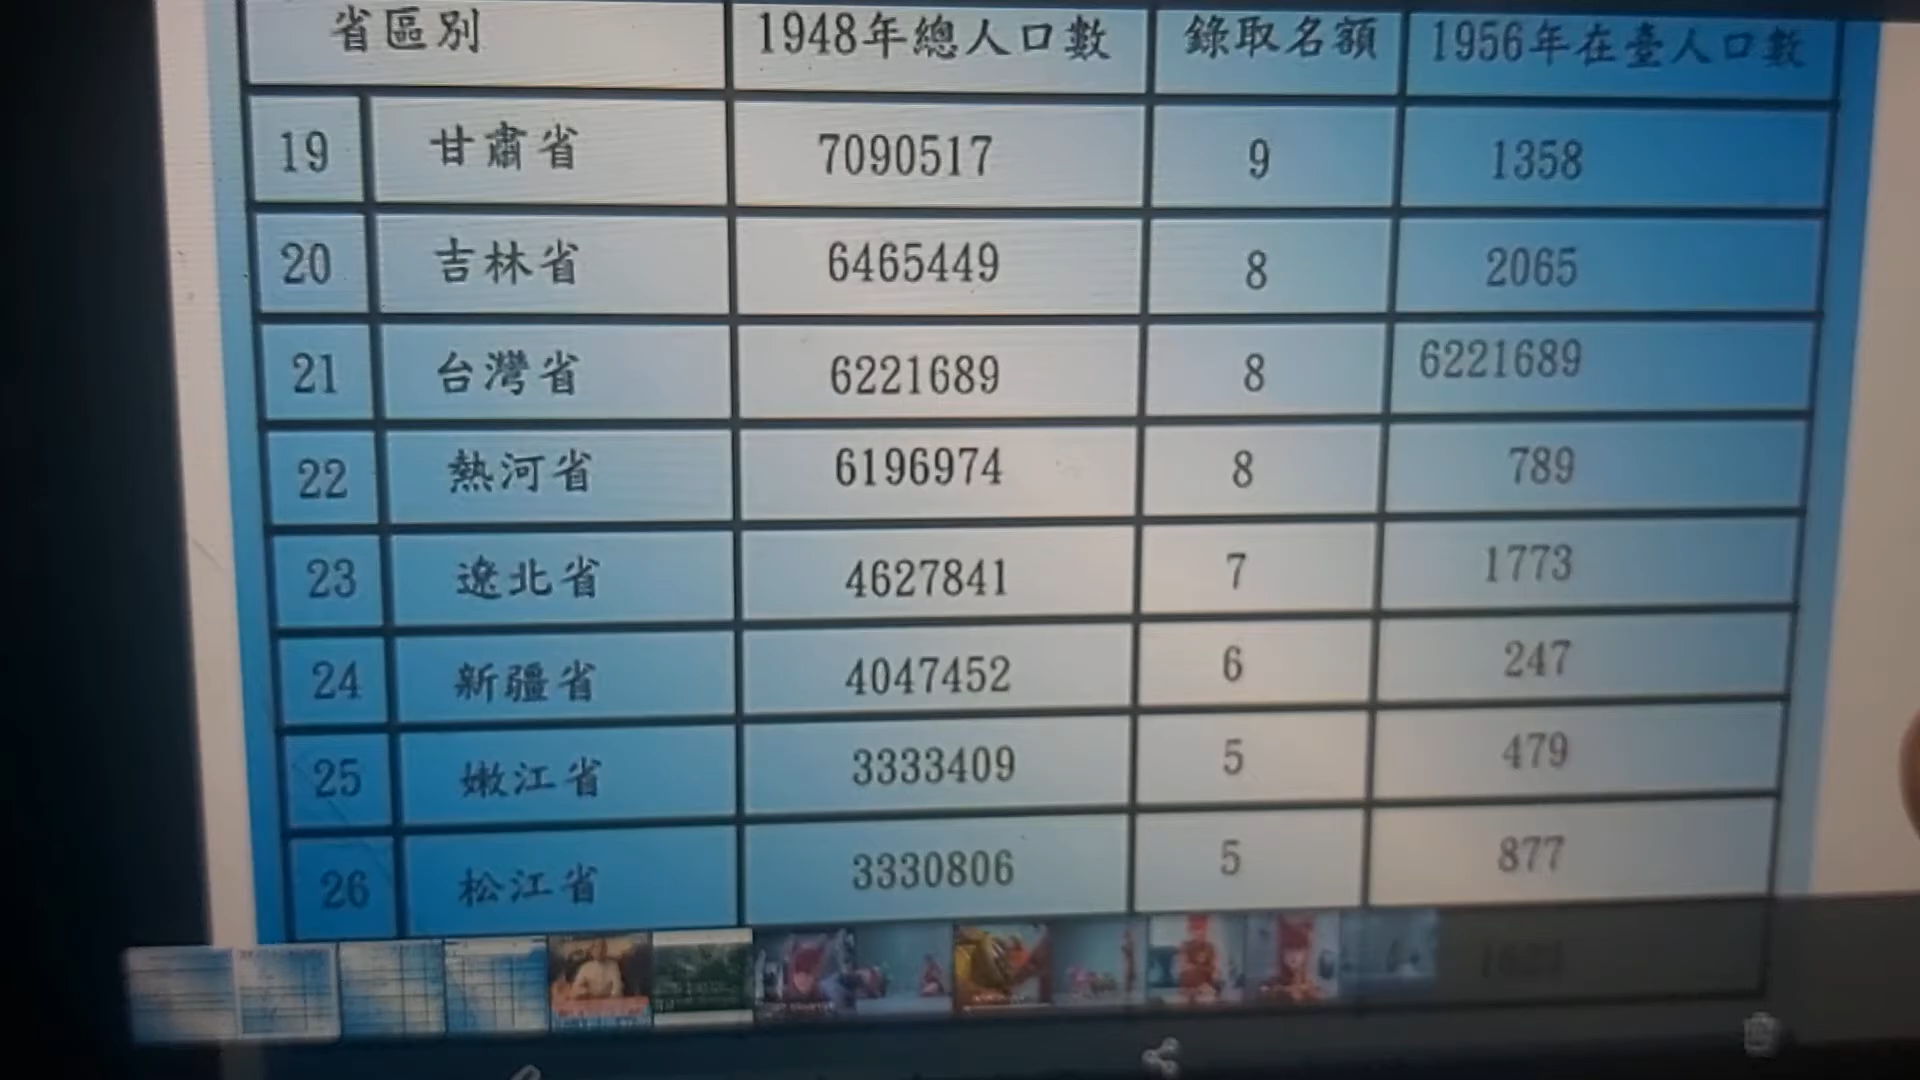 省區別 1948年總人口數 錄取名額 1956年在臺人口數
19 甘肅省 7090517 9 1358
20 吉林省 6465449 8 2065
21 台灣省 6221689 8 6221689
22 熱河省 6196974 8 789
23 遼北省 4627841 7 1773
24 新疆省 4047452 6 247
25 嫩江省 3333409 5 479
26 松江省 3330806 5 877